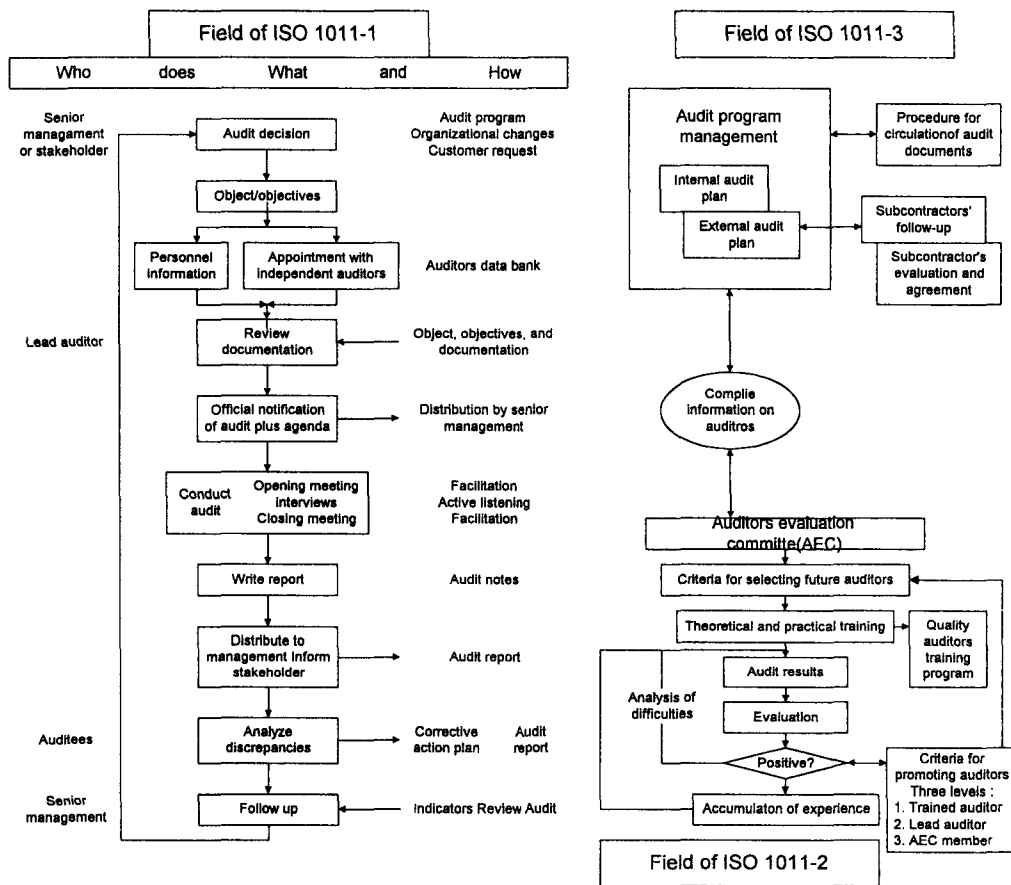 Field of ISO 1011-1
Who does What and How
Senior
managament
or stakeholder
Audit decision
Audit program
Organizational changes
Customer request
Object/objectives
Personnel
information
Appointment with
independent auditors
Auditors data bank
Lead auditor
Review
documentation
Object, objectives, and
documentation
Official notification
of audit plus agenda
Distribution by senior
management
Conduct
audit
Opening meeting
interviews
Closing meeting
Facilitation
Active listening
Facilitation
Write report
Audit notes
Distribute to
management Inform
stakeholder
Audit report
Auditees
Analyze
discrepancies
Corrective
action plan
Audit
report
Senior
management
Follow up
Indicators Review Audit
Field of ISO 1011-3
Audit program
management
Internal audit
plan
External audit
plan
Procedure for
circulationof audit
documents
Subcontractors'
follow-up
Subcontractor's
evaluation and
agreement
Complie
information on
auditros
Auditors evaluation
committe(AEC)
Criteria for selecting future auditors
Theoretical and practical training
Quality
auditors
training
program
Audit results
Analysis of
difficulties
Evaluation
Positive?
Accumulaton of experience
Criteria for
promoting auditors
Three levels :
1. Trained auditor
2. Lead auditor
3. AEC member
Field of ISO 1011-2